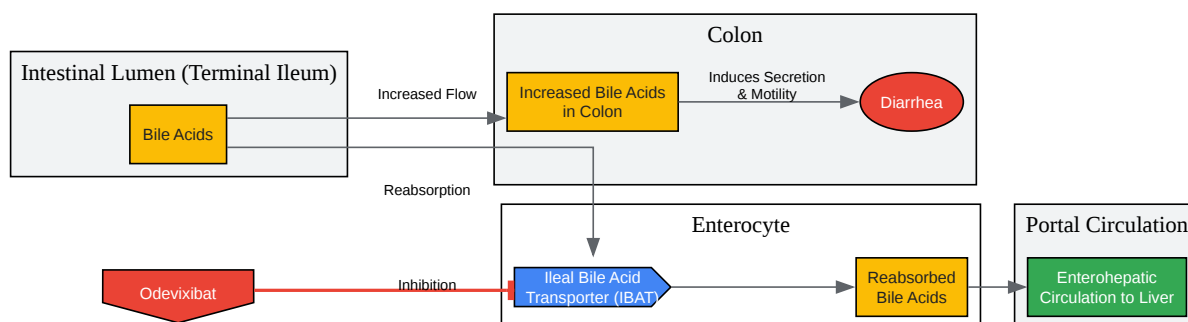 Colon
Intestinal Lumen (Terminal Ileum)
Bile Acids
Increased Flow
Increased Bile Acids
in Colon
Induces Secretion
& Motility
Diarrhea
Reabsorption
Enterocyte
Portal Circulation
Odevixibat
Inhibition
Ileal Bile Acid
Transporter (IBAT)
Reabsorbed
Bile Acids
Enterohepatic
Circulation to Liver